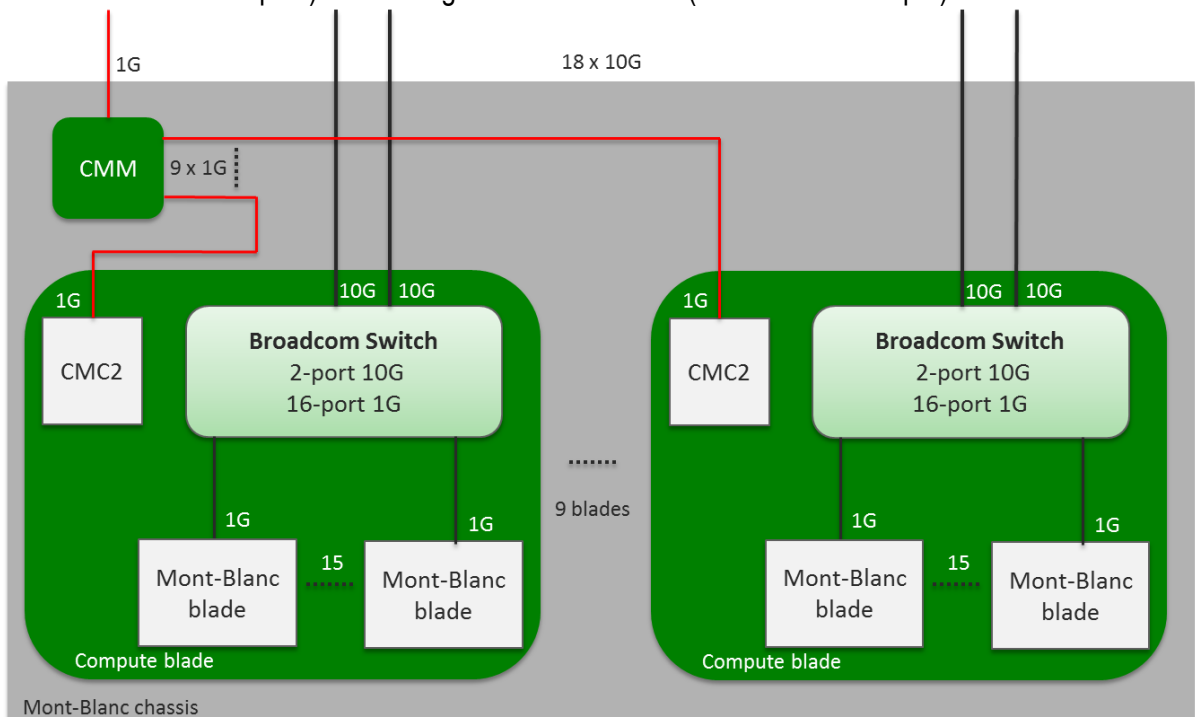 1G
18 x 10G
CMM
9 x 1G
1G
10G
10G
1G
10G
10G
CMC2
Broadcom Switch
2-port 10G
16-port 1G
CMC2
Broadcom Switch
2-port 10G
16-port 1G
9 blades
1G
1G
1G
1G
Mont-Blanc
blade
15
Mont-Blanc
blade
Mont-Blanc
blade
15
Mont-Blanc
blade
Compute blade
Compute blade
Mont-Blanc chassis